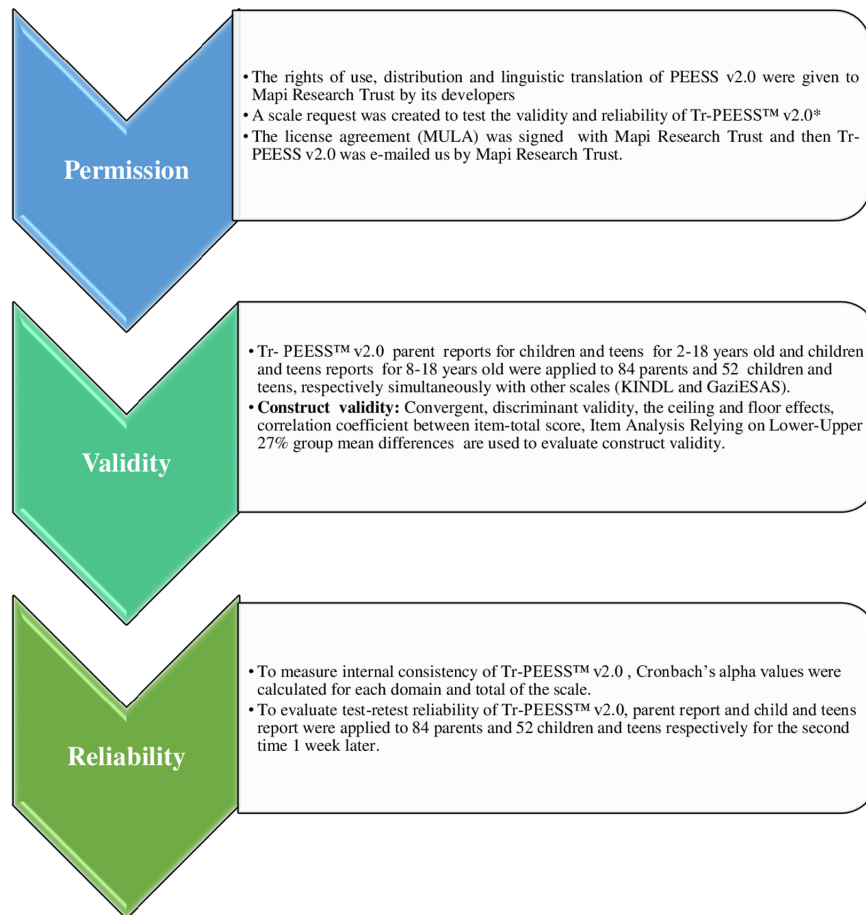 Permission
• The rights of use, distribution and linguistic translation of PEESS v2.0 were given to
Mapi Research Trust by its developers
• A scale request was created to test the validity and reliability of Tr-PEESS™ v2.0*
• The license agreement (MULA) was signed with Mapi Research Trust and then Tr-
PEESS v2.0 was e-mailed us by Mapi Research Trust.
Validity
• Tr- PEESS™ v2.0 parent reports for children and teens for 2-18 years old and children
and teens reports for 8-18 years old were applied to 84 parents and 52 children and
teens, respectively simultaneously with other scales (KINDL and GaziESAS).
• Construct validity: Convergent, discriminant validity, the ceiling and floor effects,
correlation coefficient between item-total score, Item Analysis Relying on Lower-Upper
27% group mean differences are used to evaluate construct validity.
Reliability
• To measure internal consistency of Tr-PEESS™ v2.0 , Cronbach’s alpha values were
calculated for each domain and total of the scale.
• To evaluate test-retest reliability of Tr-PEESS™ v2.0, parent report and child and teens
report were applied to 84 parents and 52 children and teens respectively for the second
time 1 week later.